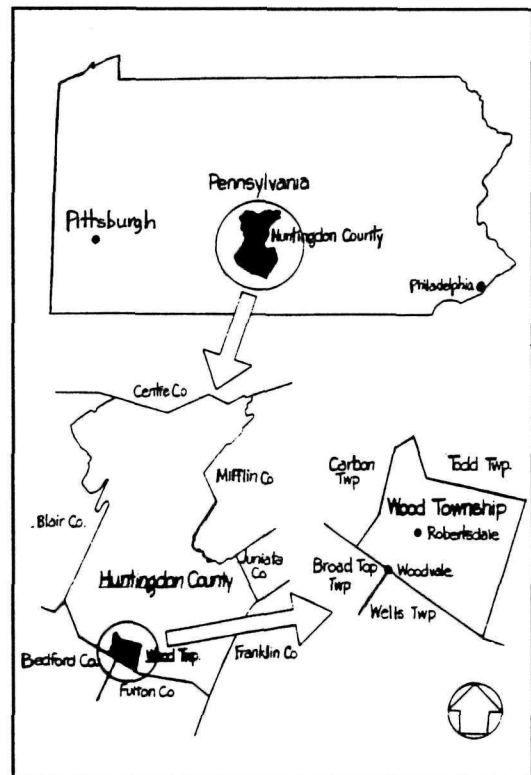 Pennsylvania
Pittsburgh
Huntingdon County
Philadelphia
Centre Co
Mifflin Co
Blair Co.
Juniata
Co
Huntingdon County
Bedford Co.
Wood Twp.
Franklin Co
Fulton Co
Carbon
Twp
Todd Twp.
Wood Township
Robertsdale
Broad Top
Twp
Woodvale
Wells Twp